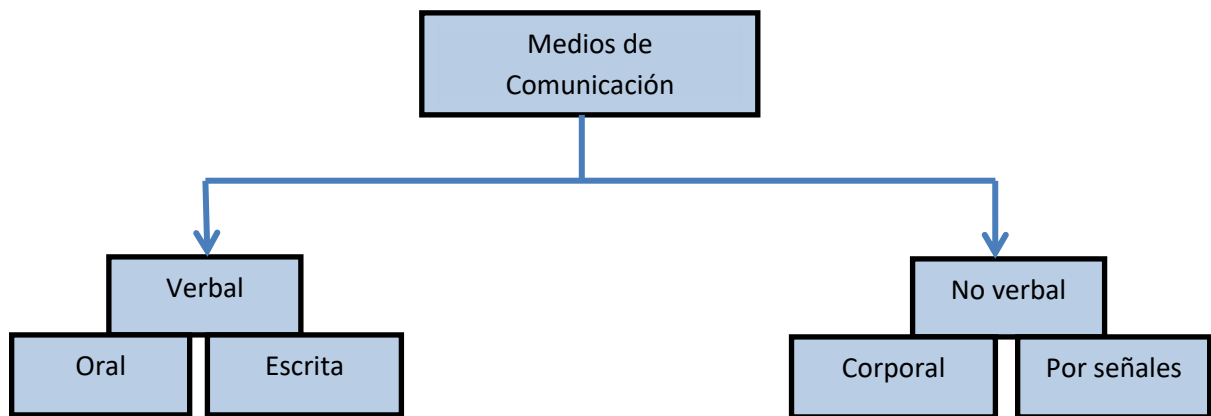 Medios de
Comunicación
Verbal
No verbal
Oral
Escrita
Corporal
Por señales